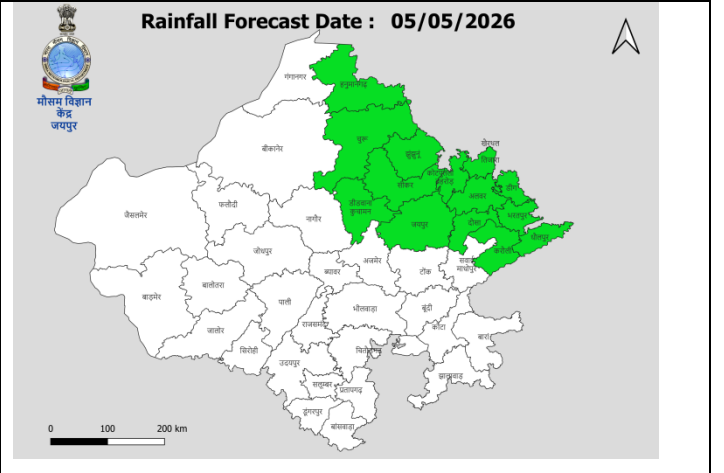 Rainfall Forecast Date : 05/05/2026
मौसम विज्ञान
केंद्र
जयपुर
गंगानगर
हनुमानगढ़
बीकानेर
चुरू
झुंझुनू
सीकर
खैरथल
तिजारा
अलवर
डीग
भरतपुर
धौलपुर
करौली
दौसा
जयपुर
डीडवाना
कुचामन
नागौर
फलौदी
जैसलमेर
जोधपुर
अजमेर
ब्यावर
टोंक
सवाई
माधोपुर
बाड़मेर
बालोतरा
पाली
भीलवाड़ा
बूंदी
कोटा
बारां
जालोर
सिरोही
राजसमंद
चित्तौड़गढ़
उदयपुर
झालावाड़
सलूम्बर
प्रतापगढ़
डूंगरपुर
बांसवाड़ा
0 100 200 km